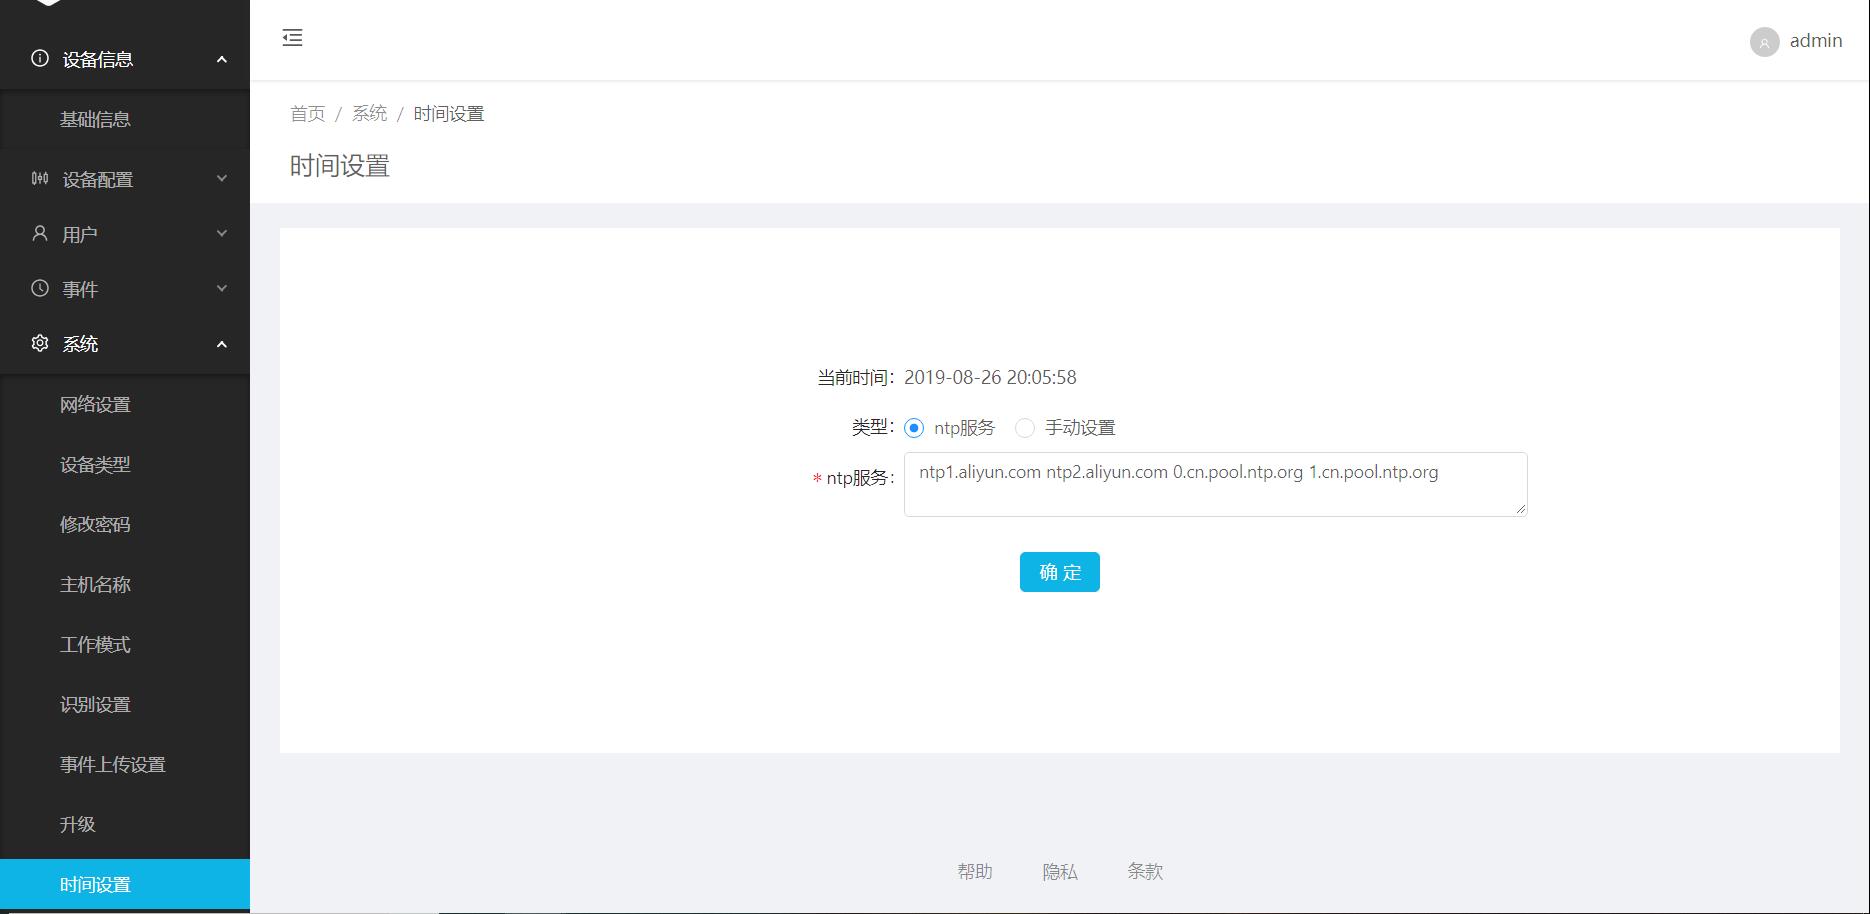 设备信息
基础信息
设备配置
用户
事件
系统
网络设置
设备类型
修改密码
主机名称
工作模式
识别设置
事件上传设置
升级
时间设置
admin
首页 / 系统 / 时间设置
时间设置
当前时间: 2019-08-26 20:05:58
类型: ntp服务 手动设置
* ntp服务: ntp1.aliyun.com ntp2.aliyun.com 0.cn.pool.ntp.org 1.cn.pool.ntp.org
确 定
帮助 隐私 条款